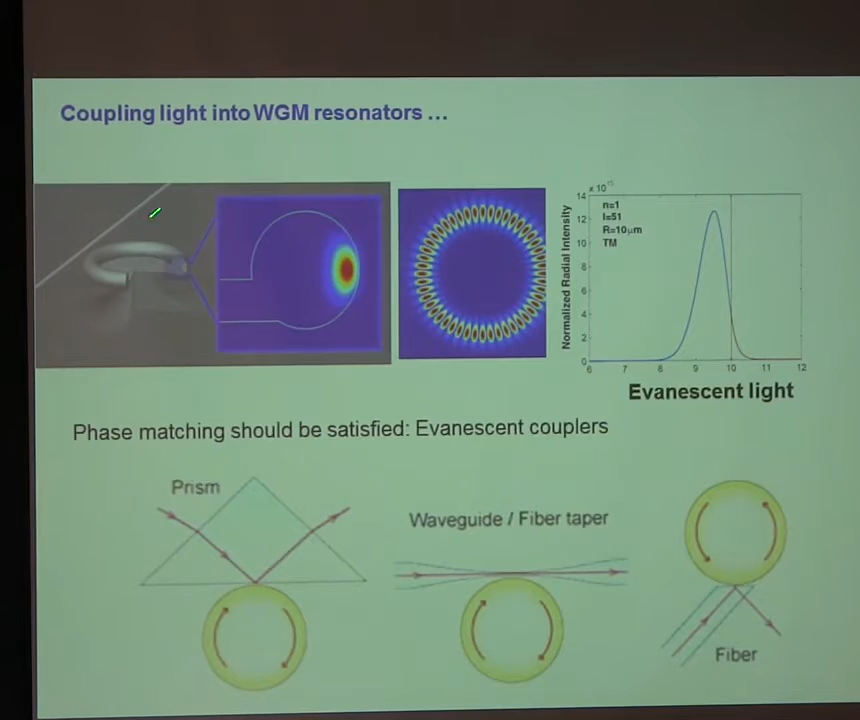 Coupling light into WGM resonators ...
× 10
14
12
10
8
6
4
2
0
n=1
l=51
R=10μm
TM
Normalized Radial Intensity
6 7 8 9 10 11 12
Evanescent light
Phase matching should be satisfied: Evanescent couplers
Prism
Waveguide / Fiber taper
Fiber